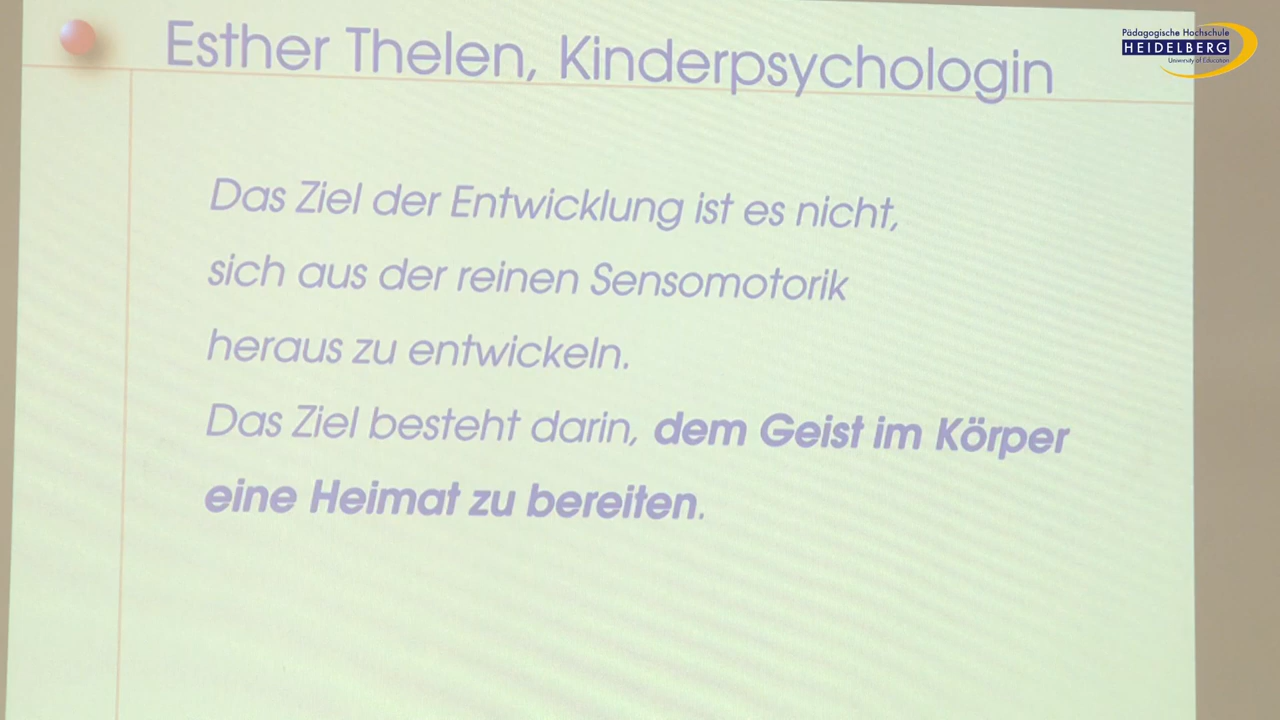 Esther Thelen, Kinderpsychologin
Pädagogische Hochschule
HEIDELBERG
University of Education
Das Ziel der Entwicklung ist es nicht,
sich aus der reinen Sensomotorik
heraus zu entwickeln.
Das Ziel besteht darin, dem Geist im Körper
eine Heimat zu bereiten.